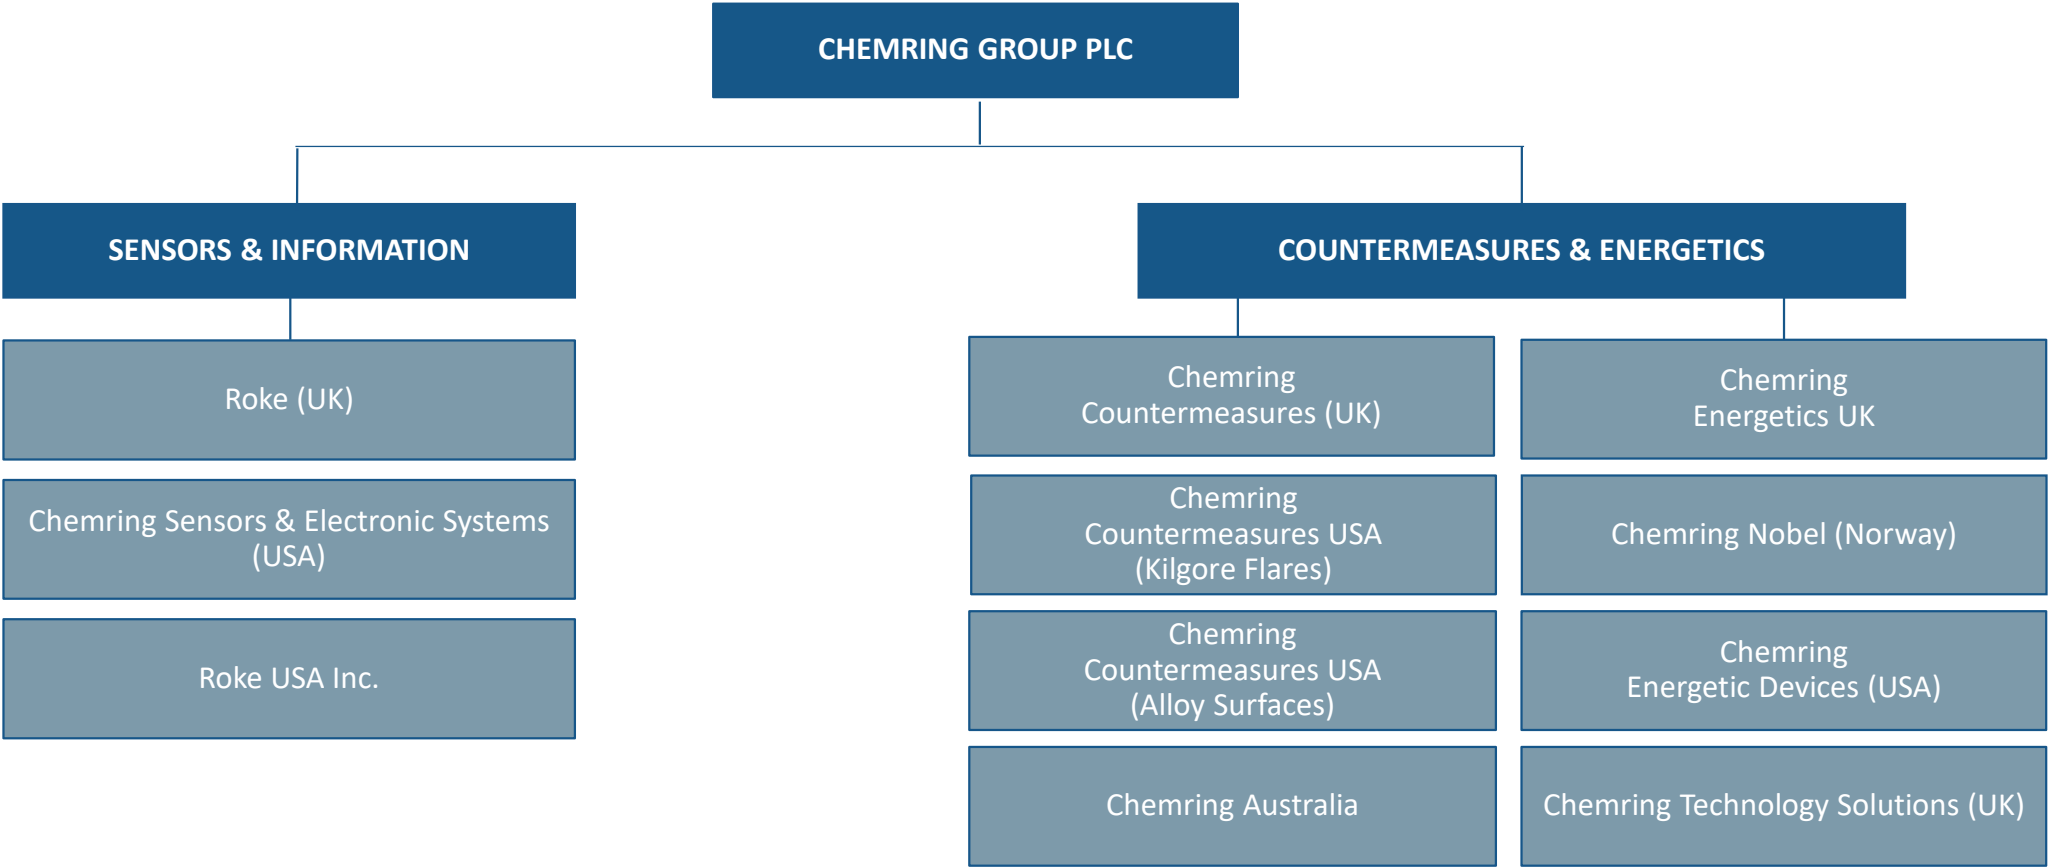 CHEMRING GROUP PLC
SENSORS & INFORMATION
Roke (UK)
Chemring Sensors & Electronic Systems
(USA)
Roke USA Inc.
COUNTERMEASURES & ENERGETICS
Chemring
Countermeasures (UK)
Chemring
Countermeasures USA
(Kilgore Flares)
Chemring
Countermeasures USA
(Alloy Surfaces)
Chemring Australia
Chemring
Energetics UK
Chemring Nobel (Norway)
Chemring
Energetic Devices (USA)
Chemring Technology Solutions (UK)